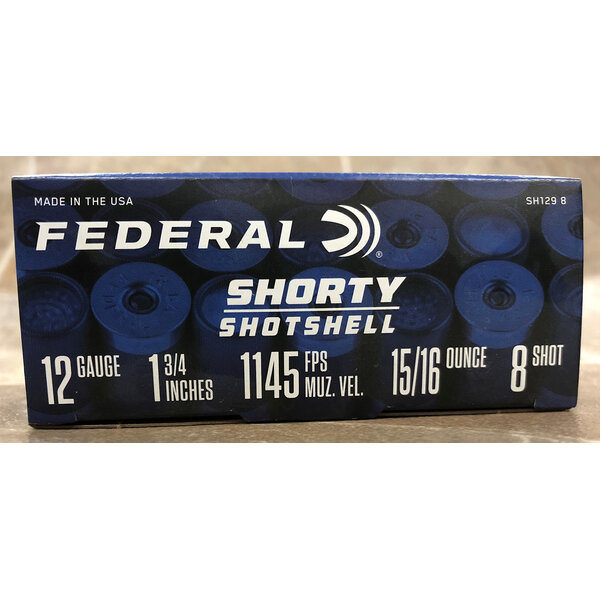 MADE IN THE USA SH129 8
FEDERAL ®
SHORTY
SHOTSHELL
12 GAUGE 1 3/4 INCHES 1145 FPS MUZ. VEL. 15/16 OUNCE 8 SHOT